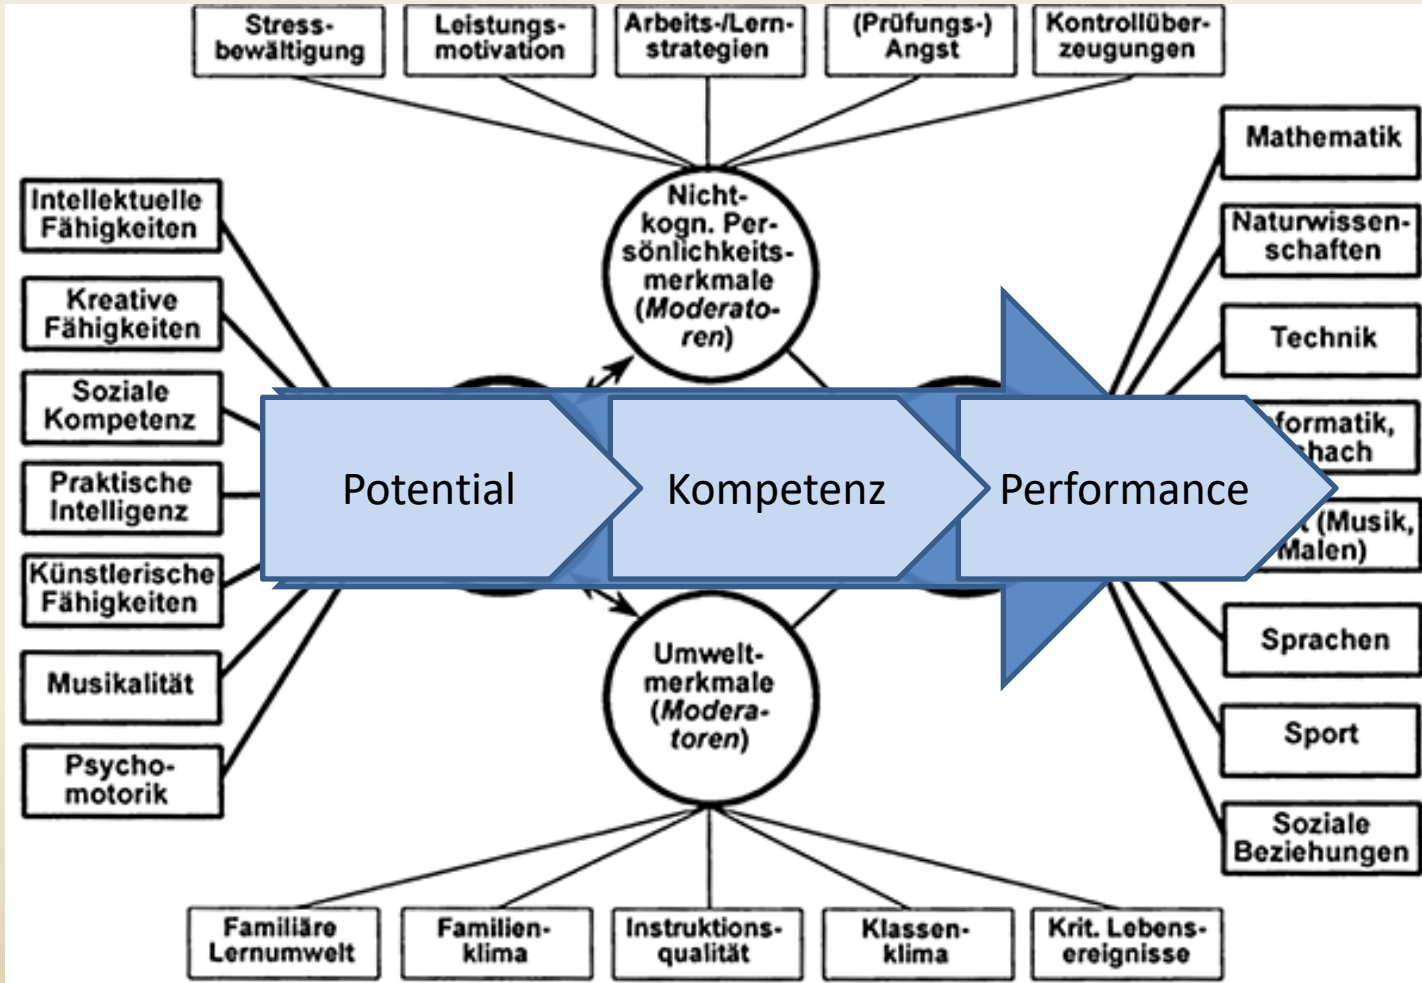 Stress-
bewältigung
Leistungs-
motivation
Arbeits-/Lern-
strategien
(Prüfungs-)
Angst
Kontrollüber-
zeugungen
Intellektuelle
Fähigkeiten
Kreative
Fähigkeiten
Soziale
Kompetenz
Praktische
Intelligenz
Künstlerische
Fähigkeiten
Musikalität
Psycho-
motorik
Nicht-
kogn. Per-
sönlichkeits-
merkmale
(Moderato-
ren)
Potential
Kompetenz
Performance
Umwelt-
merkmale
(Modera-
toren)
Mathematik
Naturwissen-
schaften
Technik
(Musik,
Malen)
Sprachen
Sport
Soziale
Beziehungen
Familiäre
Lernumwelt
Familien-
klima
Instruktions-
qualität
Klassen-
klima
Krit. Lebens-
ereignisse